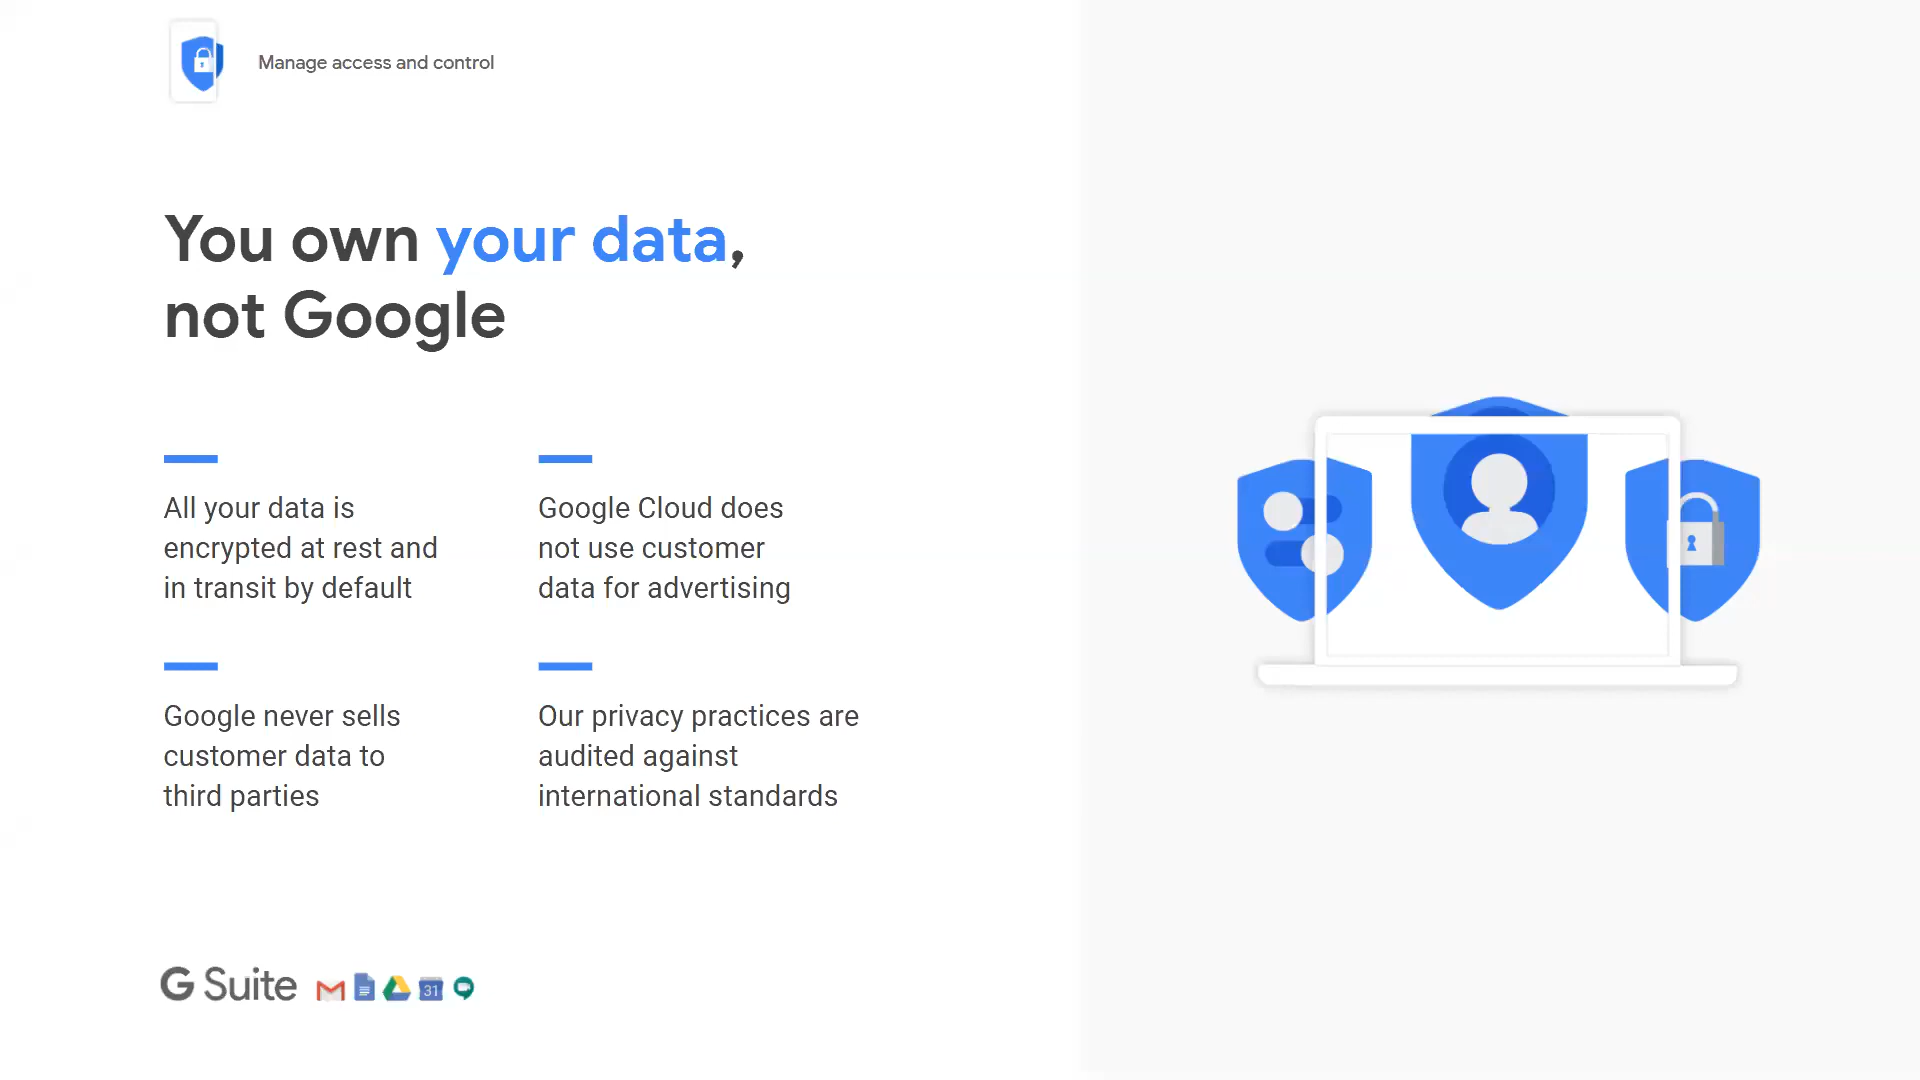 Manage access and control
You own your data,
not Google
All your data is
encrypted at rest and
in transit by default
Google Cloud does
not use customer
data for advertising
Google never sells
customer data to
third parties
Our privacy practices are
audited against
international standards
G Suite
31